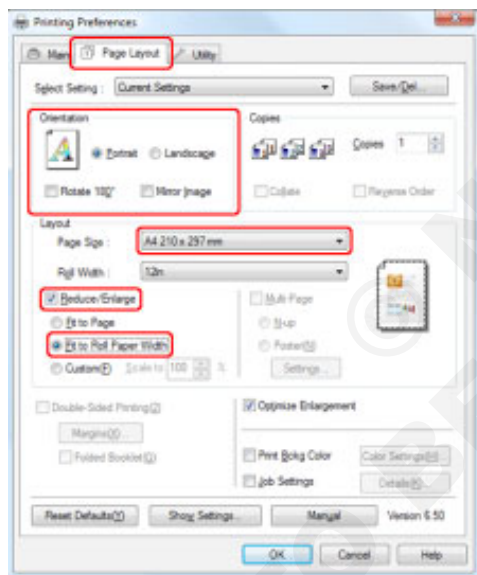 Printing Preferences
Main Page Layout Utility
Select Setting : Current Settings Save/Del...
Orientation
Portrait Landscape
Rotate 180° Mirror Image
Copies
Copies 1
Collate Reverse Order
Layout
Page Size : A4 210 x 297 mm
Roll Width : 12in
Reduce/Enlarge
Fit to Page
Fit to Roll Paper Width
Custom(F) Scale to 100 %
Multi-Page
N-up
Poster(S)
Settings...
Double-Sided Printing(2)
Margins(X)...
Folded Booklet(Q)
Optimize Enlargement
Print Bckg Color Color Settings(H)...
Job Settings Details(K)...
Reset Defaults(Y) Show Settings... Manual Version 6.50
OK Cancel Help